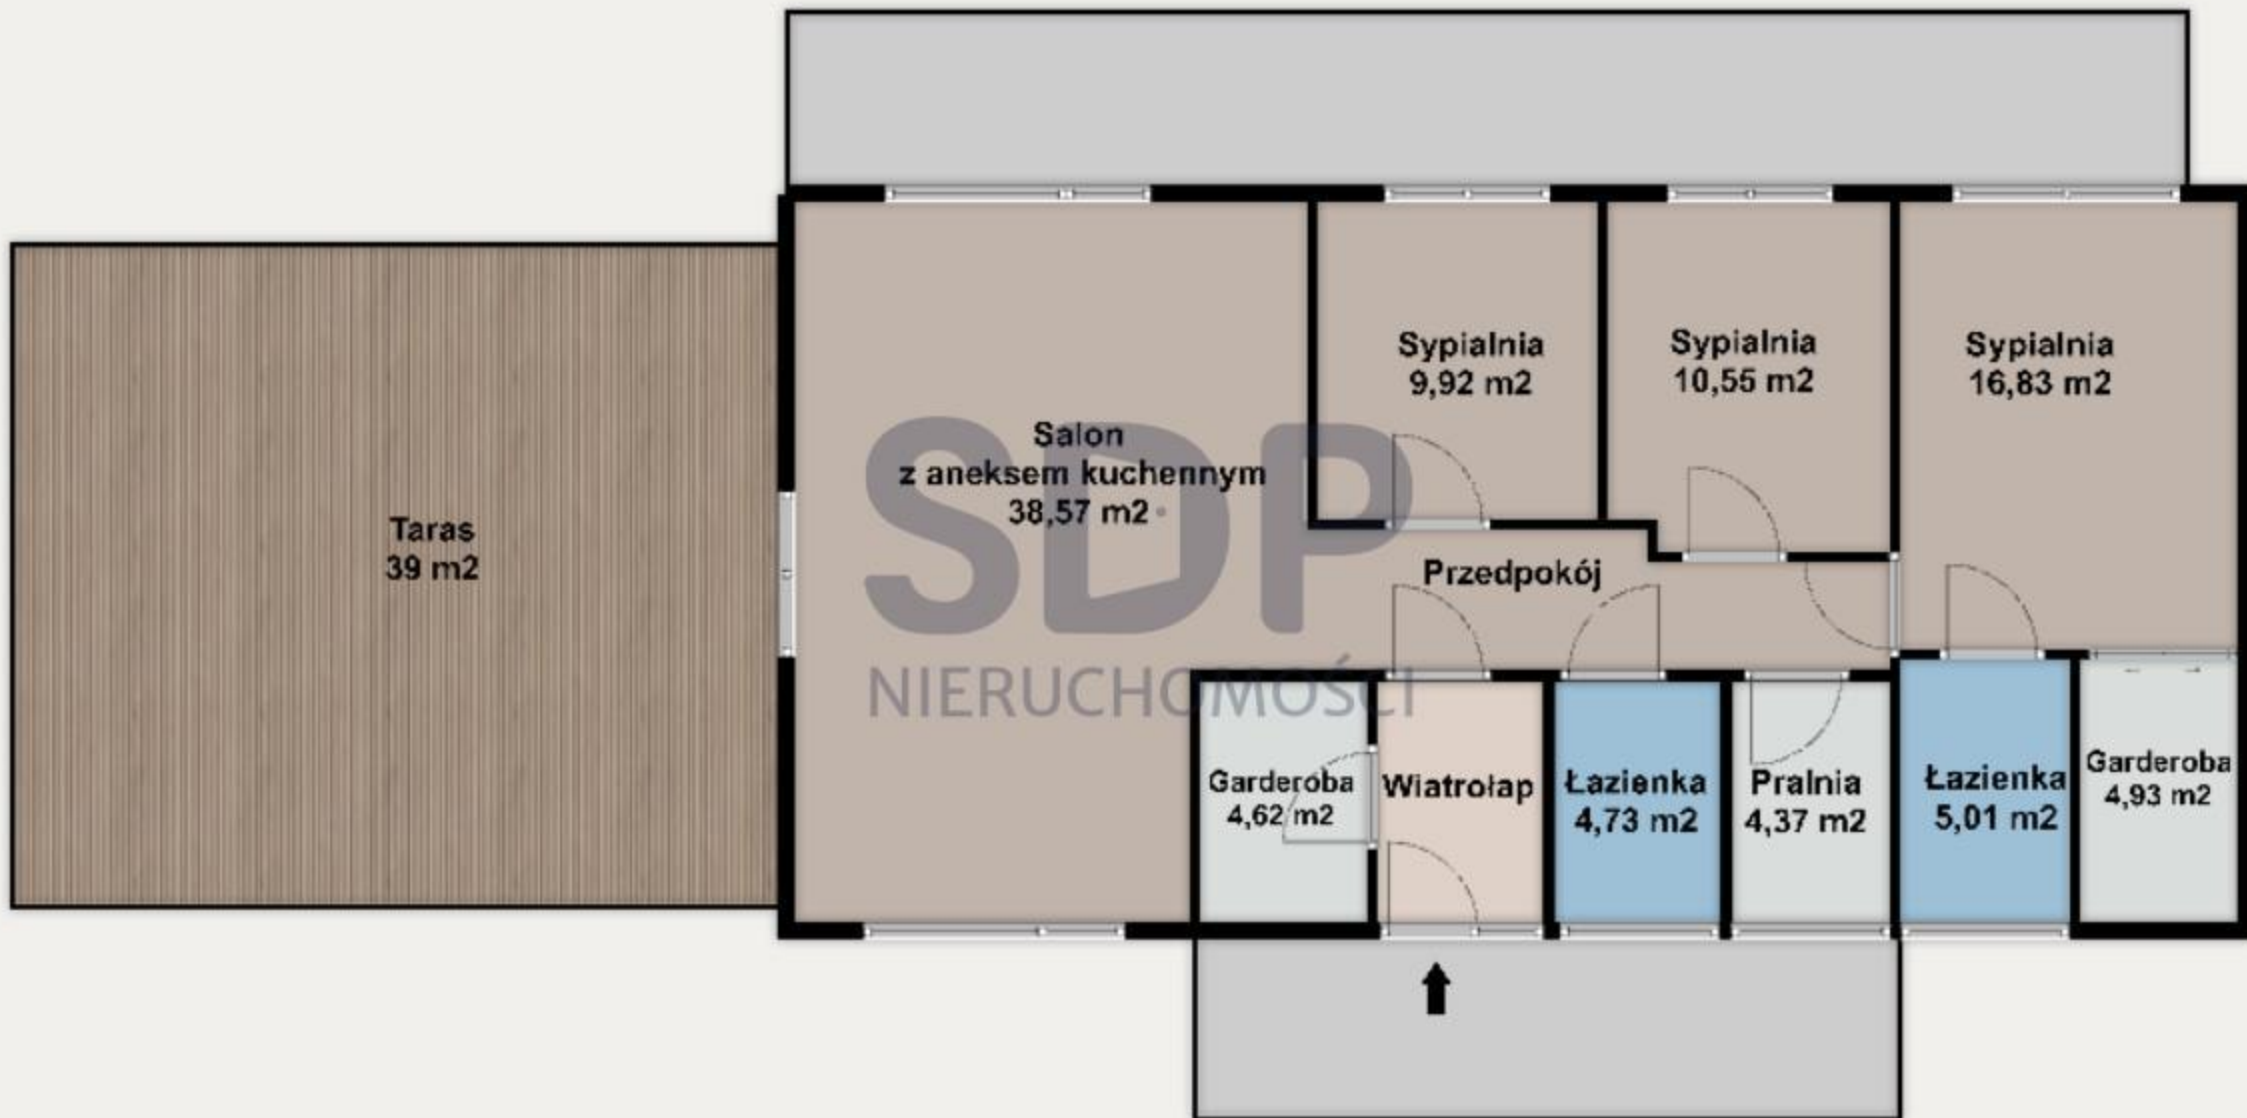 Taras
39 m2
Salon
z aneksem kuchennym
38,57 m2
Sypialnia
9,92 m2
Sypialnia
10,55 m2
Sypialnia
16,83 m2
Przedpokój
Garderoba
4,62 m2
Wiatrołap
Łazienka
4,73 m2
Pralnia
4,37 m2
Łazienka
5,01 m2
Garderoba
4,93 m2
SDP
NIERUCHOMOŚCI